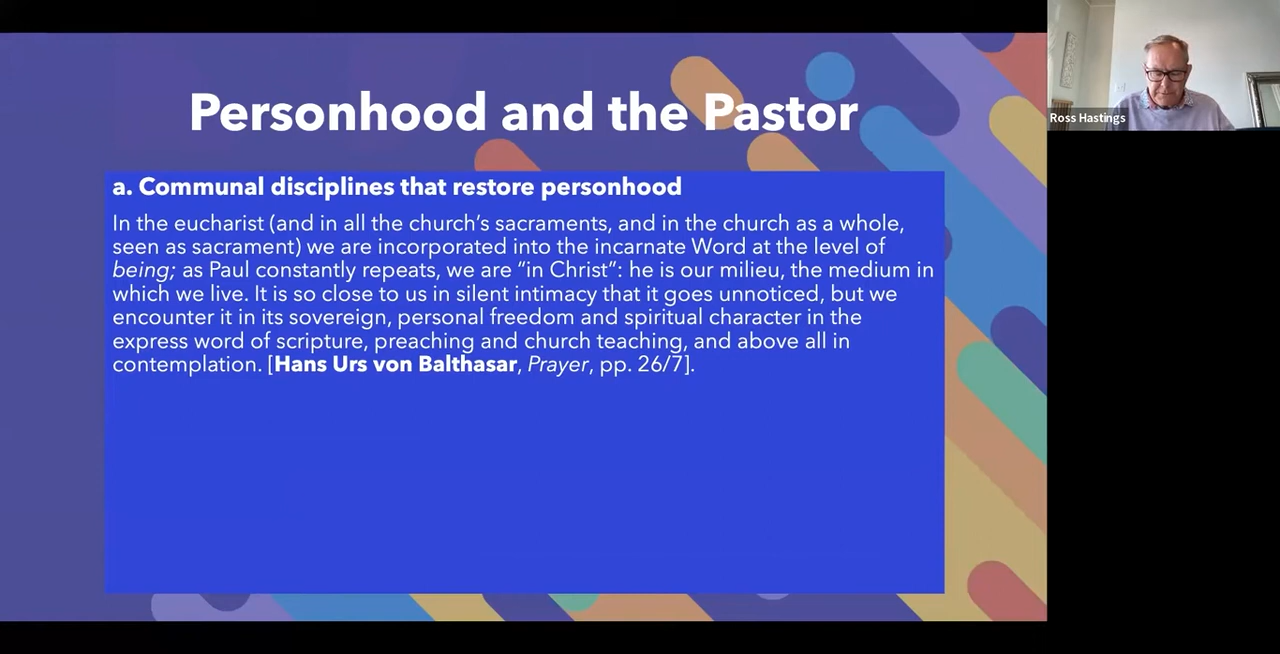 Personhood and the Pastor
Ross Hastings
a. Communal disciplines that restore personhood
In the eucharist (and in all the church's sacraments, and in the church as a whole,
seen as sacrament) we are incorporated into the incarnate Word at the level of
being; as Paul constantly repeats, we are "in Christ": he is our milieu, the medium in
which we live. It is so close to us in silent intimacy that it goes unnoticed, but we
encounter it in its sovereign, personal freedom and spiritual character in the
express word of scripture, preaching and church teaching, and above all in
contemplation. [Hans Urs von Balthasar, Prayer, pp. 26/7].